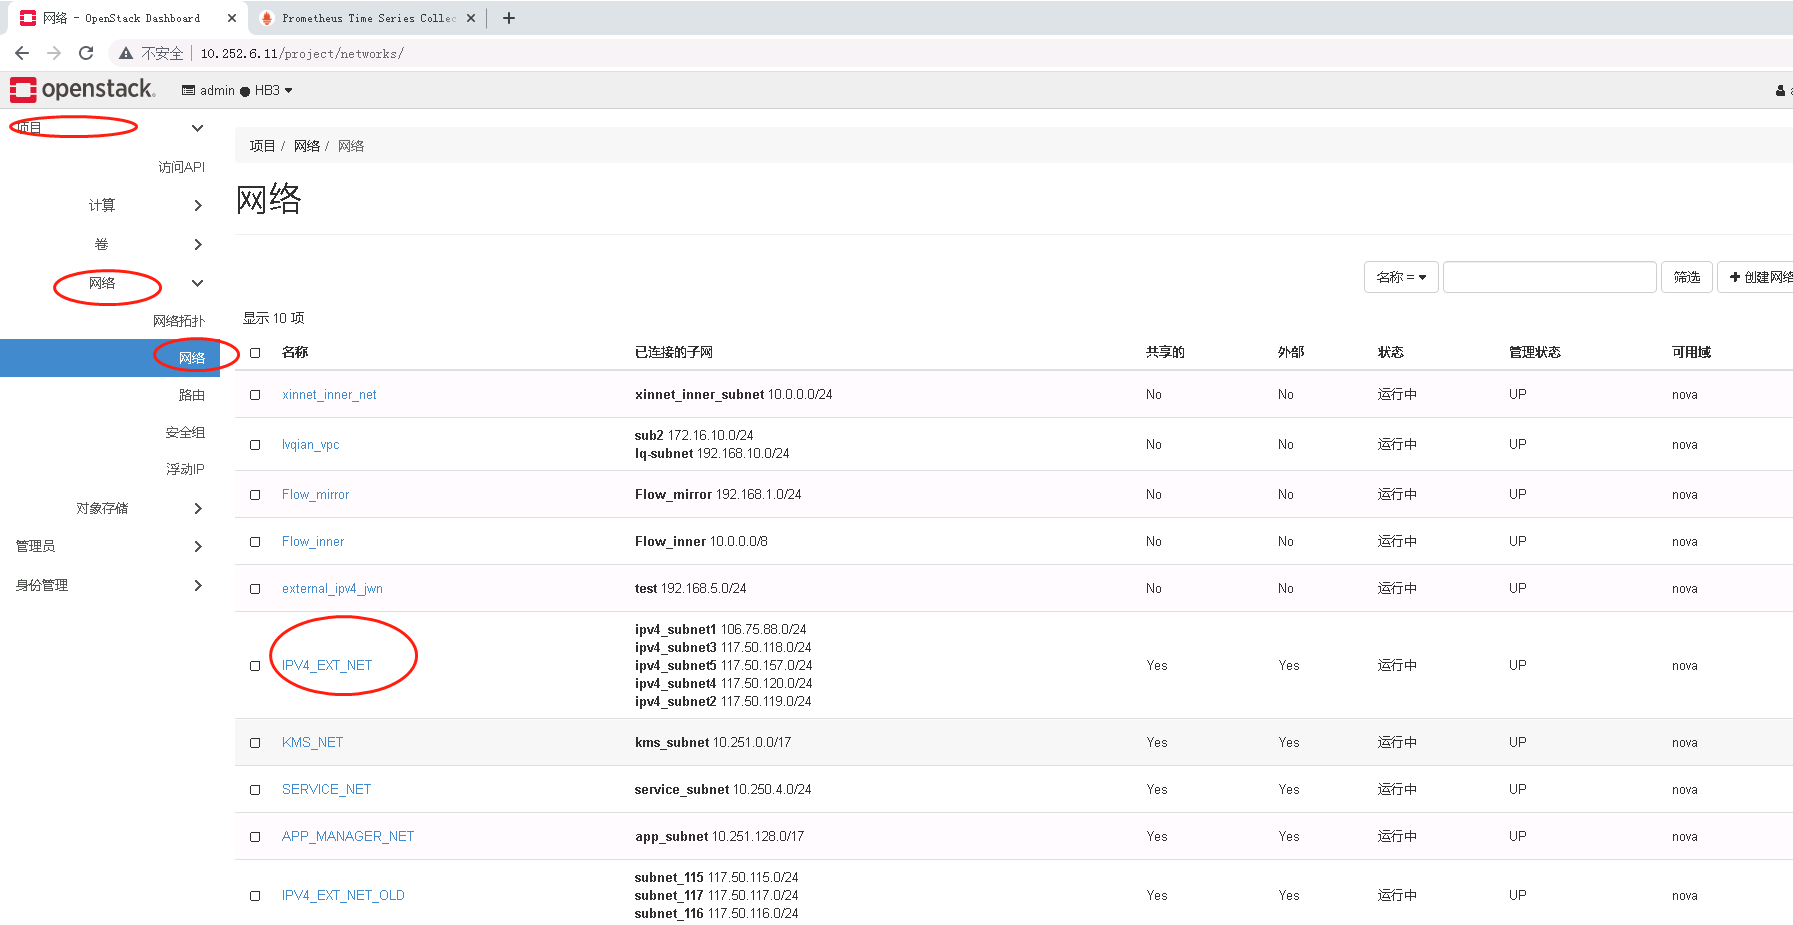 网络 - OpenStack Dashboard
Prometheus Time Series Collec
不安全
10.252.6.11/project/networks/
openstack.
admin HB3
项目
访问API
计算
卷
网络
网络拓扑
网络
路由
安全组
浮动IP
对象存储
管理员
身份管理
项目 / 网络 / 网络
网络
名称 =
筛选
创建网络
显示 10 项
名称 已连接的子网 共享的 外部 状态 管理状态 可用域
xinnet_inner_net xinnet_inner_subnet 10.0.0.0/24 No No 运行中 UP nova
lvqian_vpc sub2 172.16.10.0/24 No No 运行中 UP nova
lq-subnet 192.168.10.0/24
Flow_mirror Flow_mirror 192.168.1.0/24 No No 运行中 UP nova
Flow_inner Flow_inner 10.0.0.0/8 No No 运行中 UP nova
external_ipv4_jwn test 192.168.5.0/24 No No 运行中 UP nova
IPV4_EXT_NET ipv4_subnet1 106.75.88.0/24 Yes Yes 运行中 UP nova
ipv4_subnet3 117.50.118.0/24
ipv4_subnet5 117.50.157.0/24
ipv4_subnet4 117.50.120.0/24
ipv4_subnet2 117.50.119.0/24
KMS_NET kms_subnet 10.251.0.0/17 Yes Yes 运行中 UP nova
SERVICE_NET service_subnet 10.250.4.0/24 Yes Yes 运行中 UP nova
APP_MANAGER_NET app_subnet 10.251.128.0/17 Yes Yes 运行中 UP nova
IPV4_EXT_NET_OLD subnet_115 117.50.115.0/24 Yes Yes 运行中 UP nova
subnet_117 117.50.117.0/24
subnet_116 117.50.116.0/24